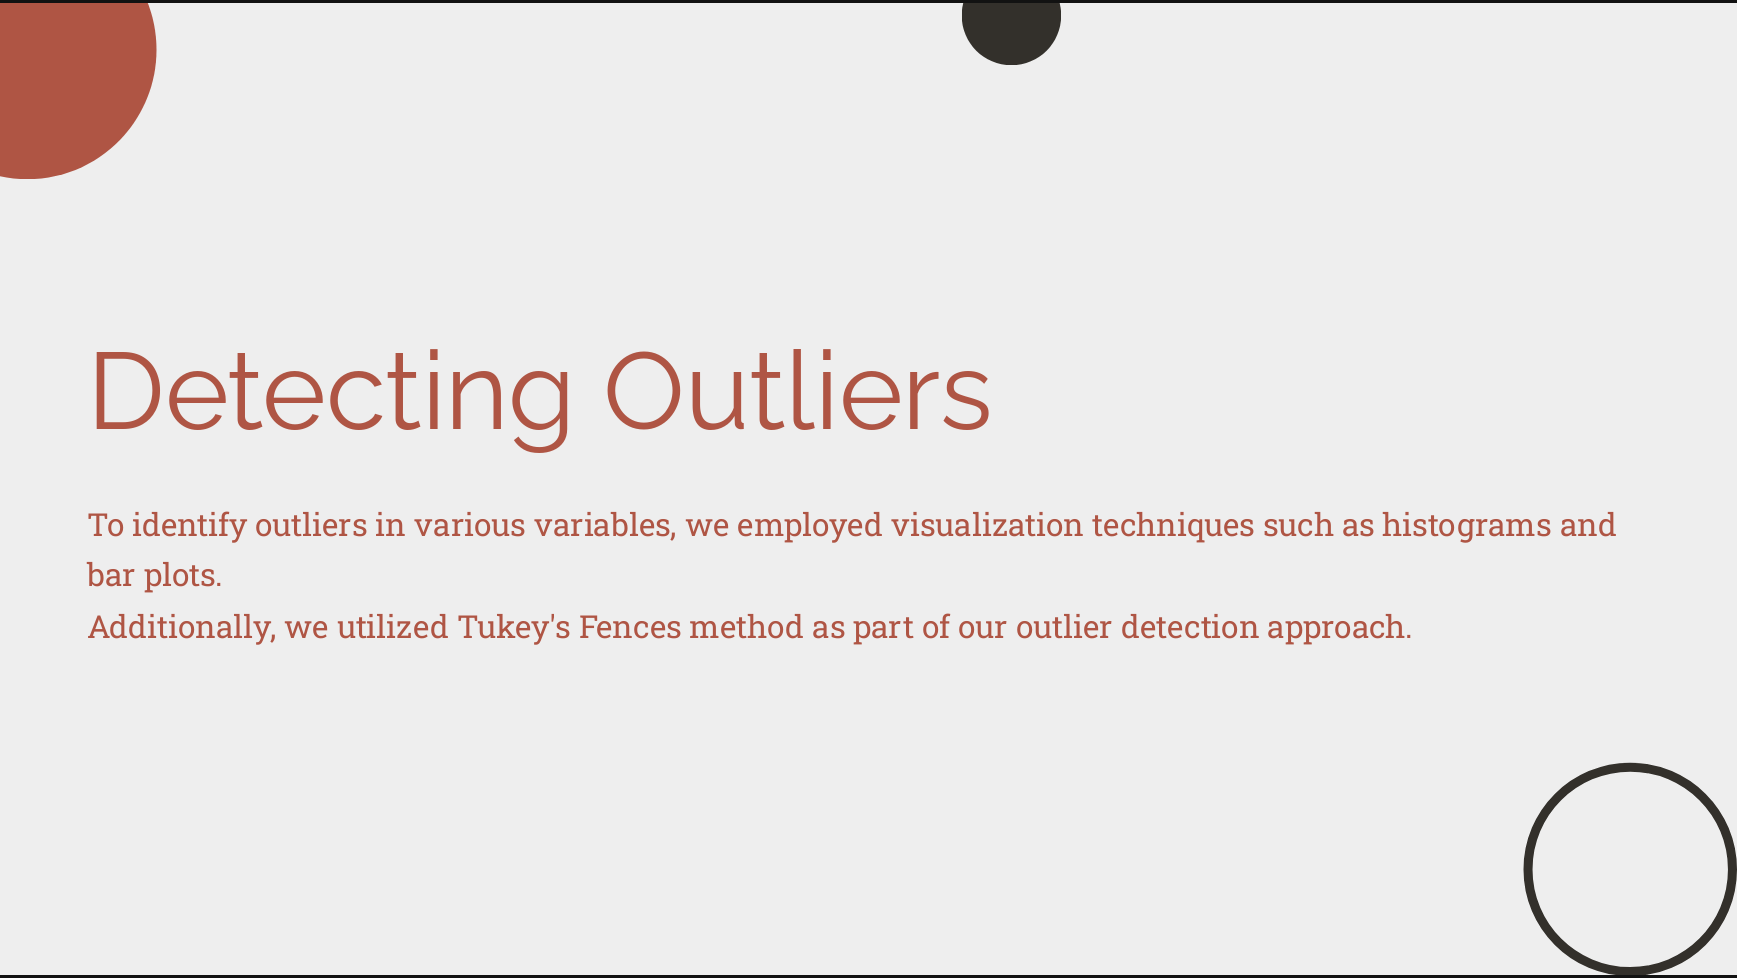 Detecting Outliers
To identify outliers in various variables, we employed visualization techniques such as histograms and
bar plots.
Additionally, we utilized Tukey's Fences method as part of our outlier detection approach.